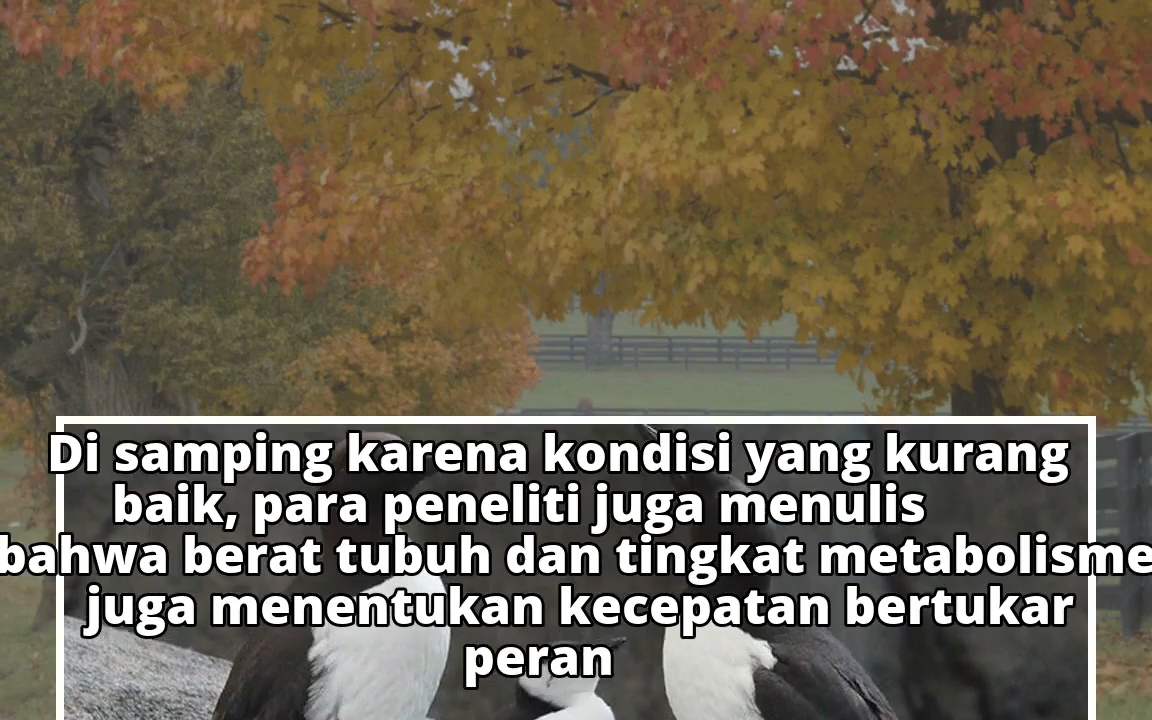 Di samping karena kondisi yang kurang
baik, para peneliti juga menulis
bahwa berat tubuh dan tingkat metabolisme
juga menentukan kecepatan bertukar
peran